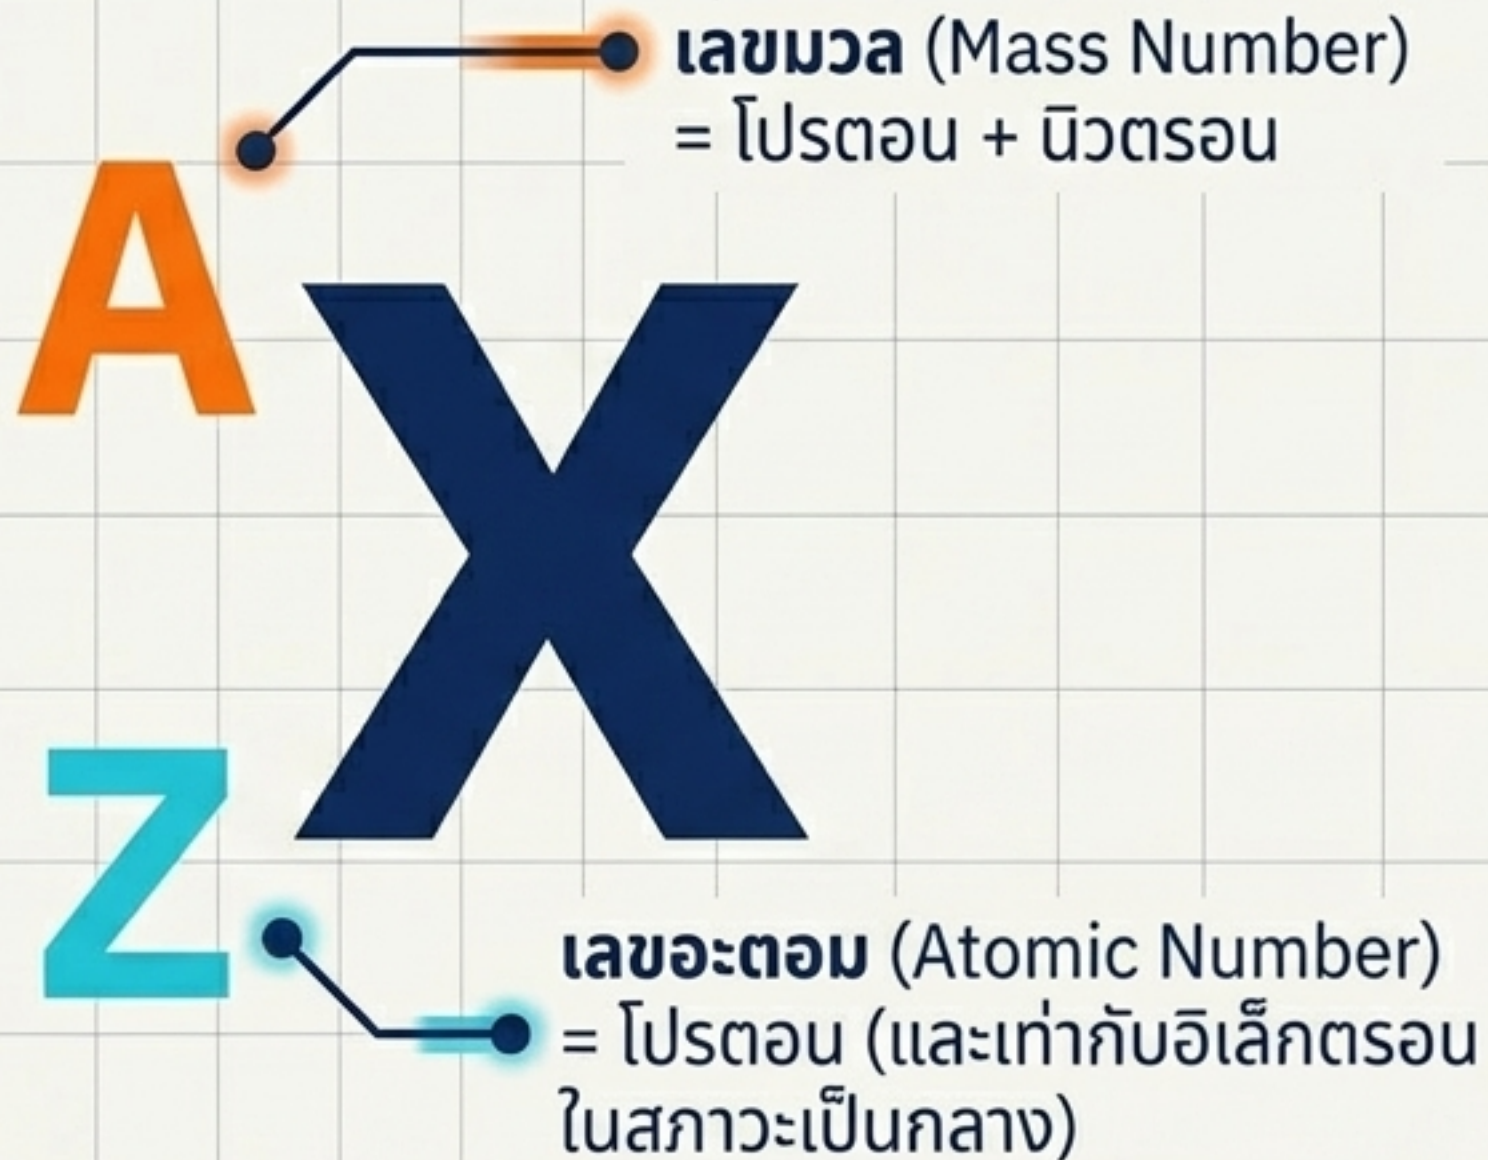 เลขมวล (Mass Number)
= โปรตอน + นิวตรอน
A
X
Z
เลขอะตอม (Atomic Number)
= โปรตอน (และเท่ากับอิเล็กตรอน
ในสภาวะเป็นกลาง)